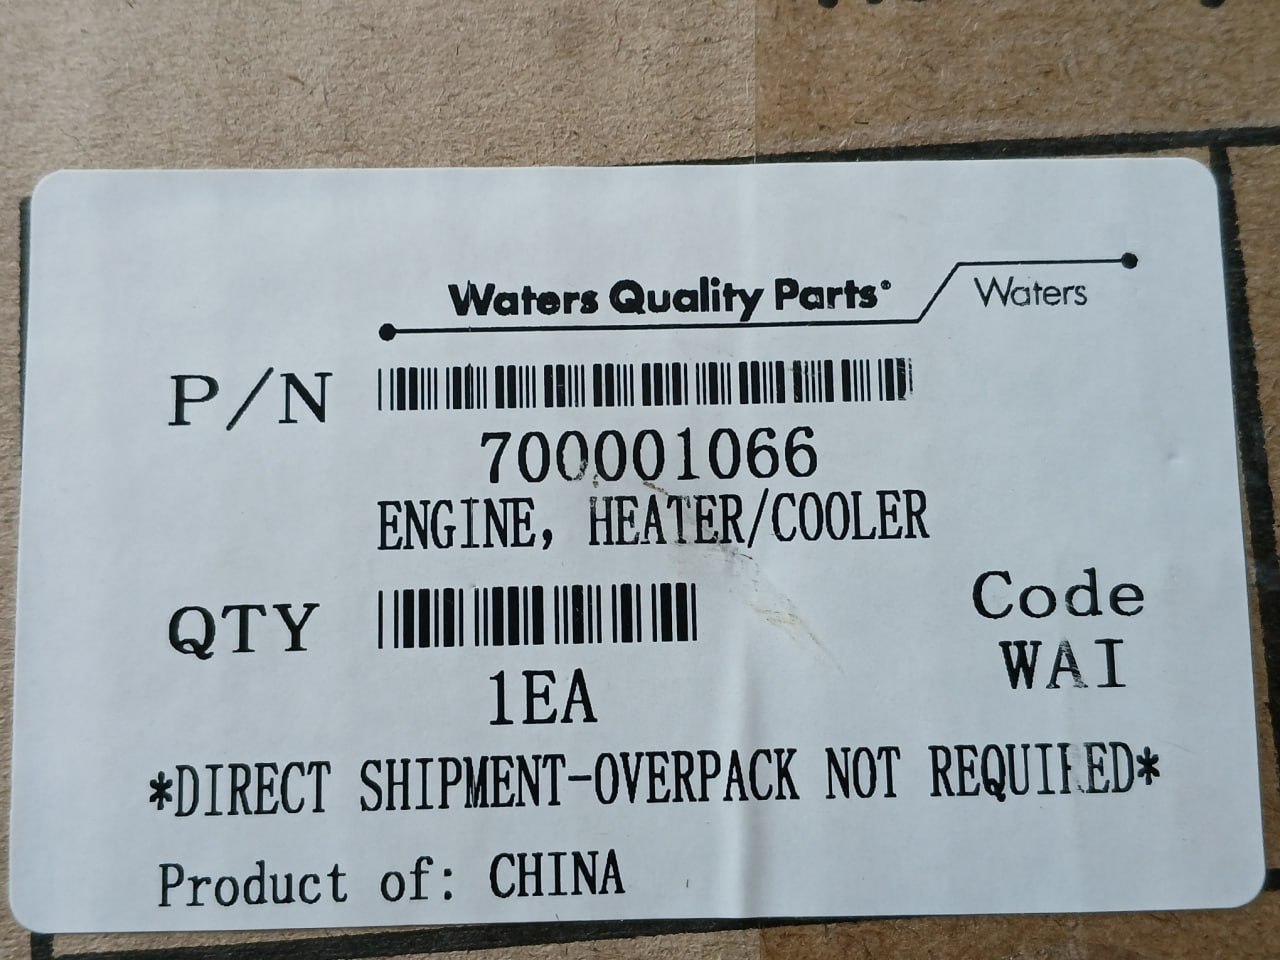 Waters Quality Parts®
Waters
P/N
700001066
ENGINE, HEATER/COOLER
QTY
1EA
Code
WAI
*DIRECT SHIPMENT-OVERPACK NOT REQUIRED*
Product of: CHINA